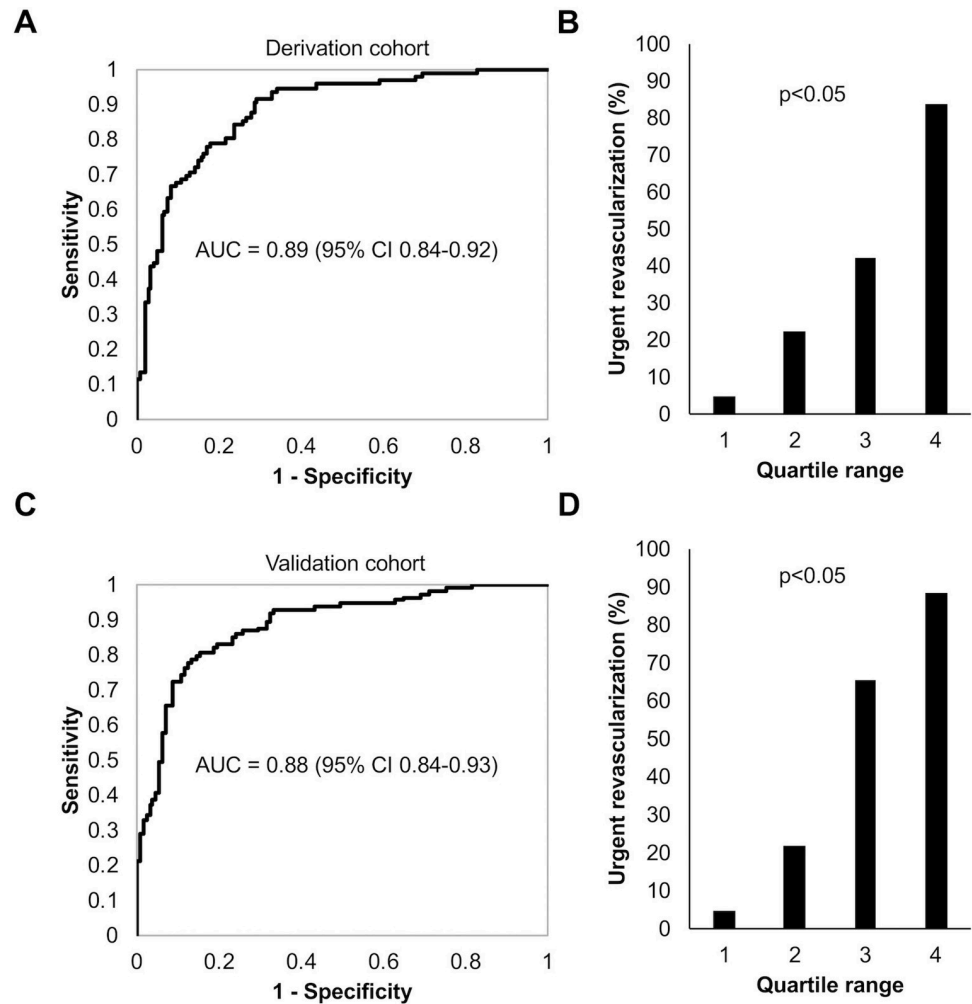 A
Derivation cohort
1
0.9
0.8
0.7
0.6
0.5
0.4
0.3
0.2
0.1
0
Sensitivity
AUC = 0.89 (95% CI 0.84-0.92)
0 0.2 0.4 0.6 0.8 1
1 - Specificity
B
100
90
80
70
60
50
40
30
20
10
0
Urgent revascularization (%)
p<0.05
1 2 3 4
Quartile range
C
Validation cohort
1
0.9
0.8
0.7
0.6
0.5
0.4
0.3
0.2
0.1
0
Sensitivity
AUC = 0.88 (95% CI 0.84-0.93)
0 0.2 0.4 0.6 0.8 1
1 - Specificity
D
100
90
80
70
60
50
40
30
20
10
0
Urgent revascularization (%)
p<0.05
1 2 3 4
Quartile range